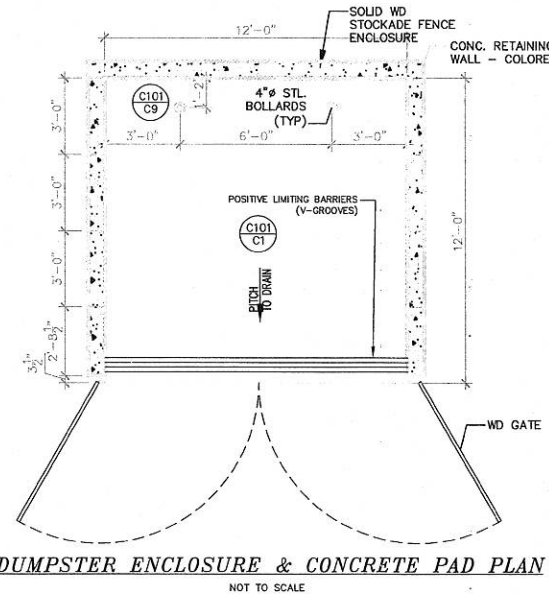 SOLID WD
STOCKADE FENCE
ENCLOSURE
12'-0"
CONC. RETAINING
WALL - COLORE
C101
C9
1'-2"
4"ø STL.
BOLLARDS
(TYP)
3'-0"
3'-0"
6'-0"
3'-0"
POSITIVE LIMITING BARRIERS
(V-GROOVES)
C101
C1
3'-0"
12'-0"
3'-0"
PITCH
TO DRAIN
2'-8½"
3½"
WD GATE
DUMPSTER ENCLOSURE & CONCRETE PAD PLAN
NOT TO SCALE